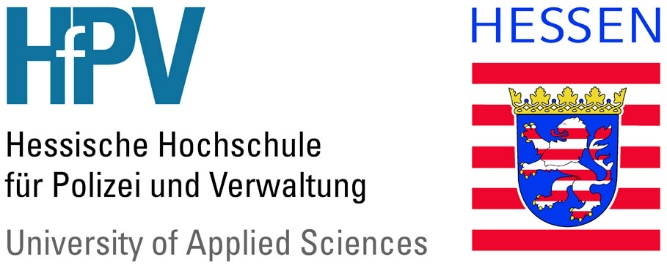 HfPV
Hessische Hochschule
für Polizei und Verwaltung
University of Applied Sciences
HESSEN